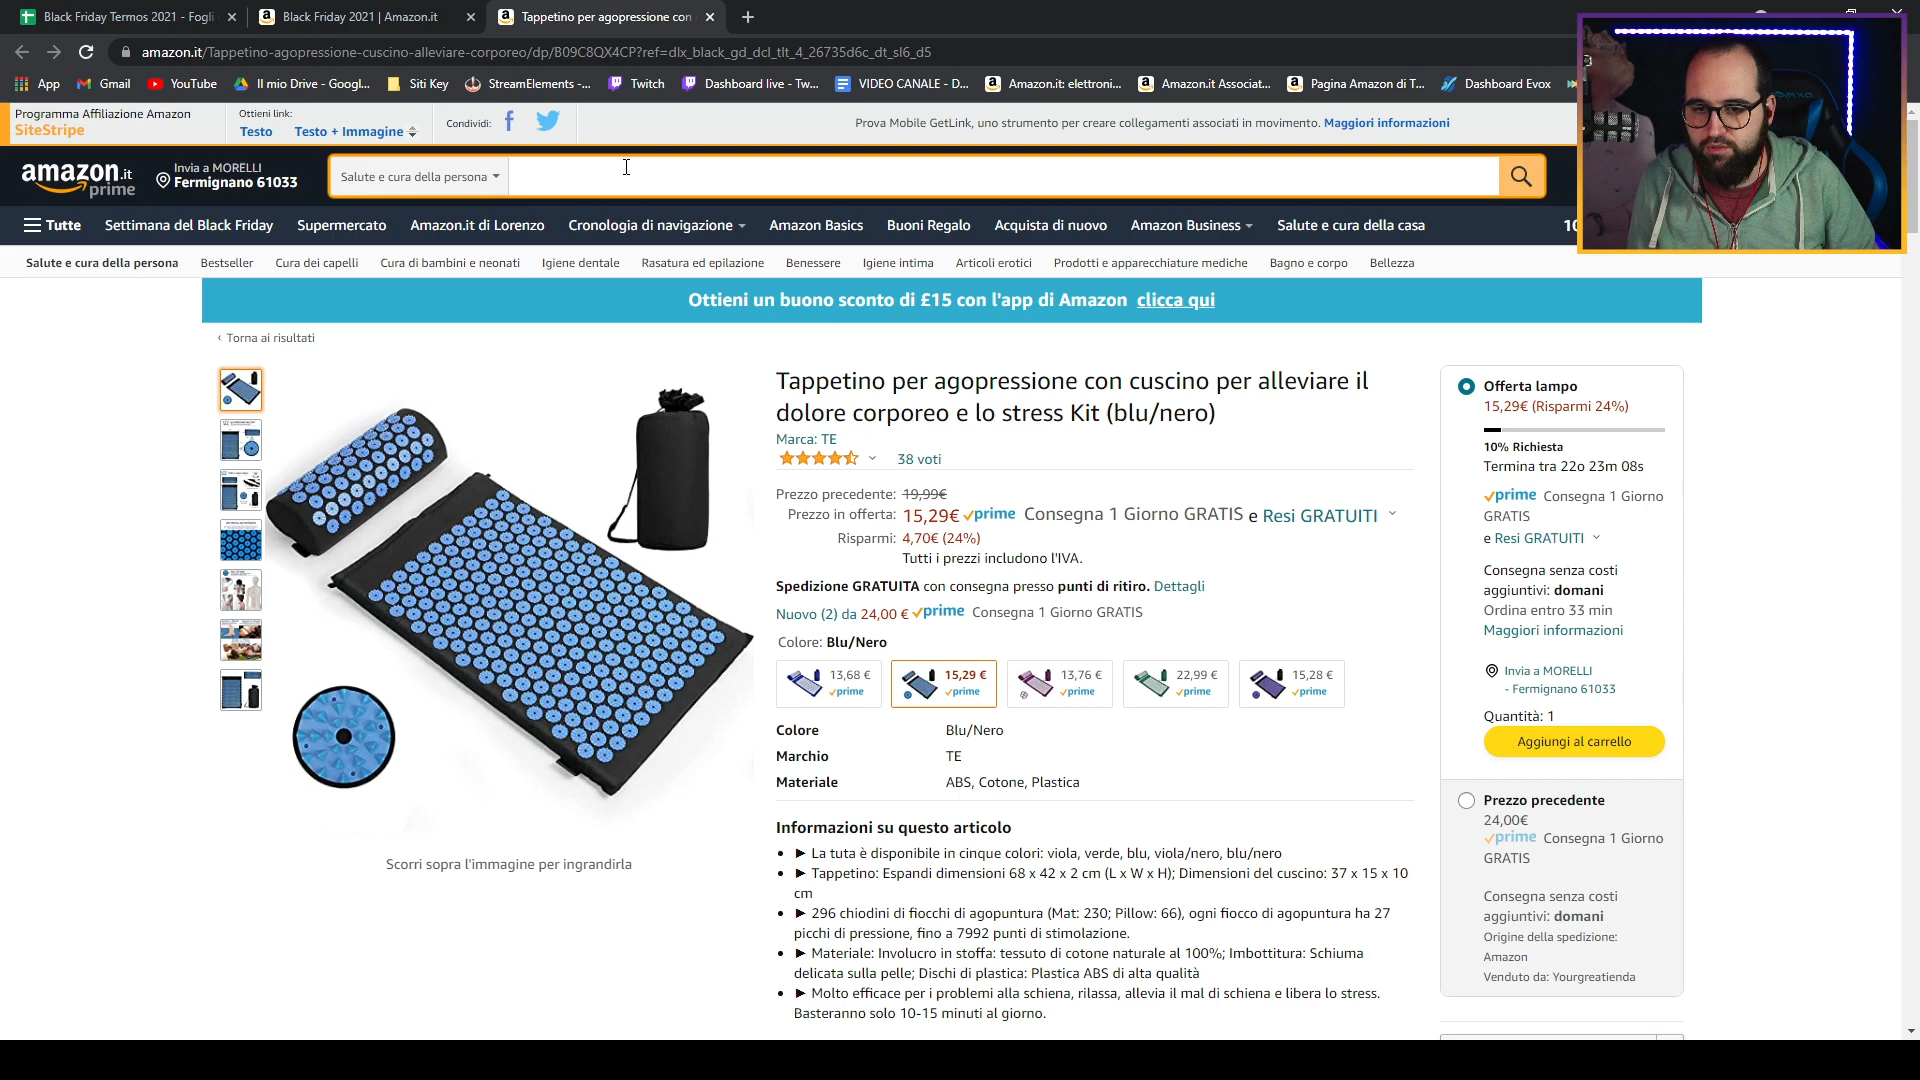 Black Friday Termos 2021 - Fogli
Black Friday 2021 | Amazon.it
Tappetino per agopressione con
amazon.it/Tappetino-agopressione-cuscino-alleviare-corporeo/dp/B09C8QX4CP?ref=dlx_black_gd_dcl_tlt_4_26735d6c_dt_sl6_d5
App
Gmail
YouTube
Il mio Drive - Googl...
Siti Key
StreamElements -...
Twitch
Dashboard live - Tw...
VIDEO CANALE - D...
Amazon.it: elettroni...
Amazon.it Associat...
Pagina Amazon di T...
Dashboard Evox
Programma Affiliazione Amazon
SiteStripe
Ottieni link:
Testo
Testo + Immagine
Condividi:
Prova Mobile GetLink, uno strumento per creare collegamenti associati in movimento. Maggiori informazioni
amazon.it
prime
Invia a MORELLI
Fermignano 61033
Salute e cura della persona
Tutte
Settimana del Black Friday
Supermercato
Amazon.it di Lorenzo
Cronologia di navigazione
Amazon Basics
Buoni Regalo
Acquista di nuovo
Amazon Business
Salute e cura della casa
10
Salute e cura della persona
Bestseller
Cura dei capelli
Cura di bambini e neonati
Igiene dentale
Rasatura ed epilazione
Benessere
Igiene intima
Articoli erotici
Prodotti e apparecchiature mediche
Bagno e corpo
Bellezza
Ottieni un buono sconto di £15 con l'app di Amazon clicca qui
‹ Torna ai risultati
Scorri sopra l'immagine per ingrandirla
Tappetino per agopressione con cuscino per alleviare il
dolore corporeo e lo stress Kit (blu/nero)
Marca: TE
38 voti
Prezzo precedente: 19,99€
Prezzo in offerta: 15,29€ prime Consegna 1 Giorno GRATIS e Resi GRATUITI
Risparmi: 4,70€ (24%)
Tutti i prezzi includono l'IVA.
Spedizione GRATUITA con consegna presso punti di ritiro. Dettagli
Nuovo (2) da 24,00 € prime Consegna 1 Giorno GRATIS
Colore: Blu/Nero
13,68 €
prime
15,29 €
prime
13,76 €
prime
22,99 €
prime
15,28 €
prime
Colore Blu/Nero
Marchio TE
Materiale ABS, Cotone, Plastica
Informazioni su questo articolo
• ► La tuta è disponibile in cinque colori: viola, verde, blu, viola/nero, blu/nero
• ► Tappetino: Espandi dimensioni 68 x 42 x 2 cm (L x W x H); Dimensioni del cuscino: 37 x 15 x 10
cm
• ► 296 chiodini di fiocchi di agopuntura (Mat: 230; Pillow: 66), ogni fiocco di agopuntura ha 27
picchi di pressione, fino a 7992 punti di stimolazione.
• ► Materiale: Involucro in stoffa: tessuto di cotone naturale al 100%; Imbottitura: Schiuma
delicata sulla pelle; Dischi di plastica: Plastica ABS di alta qualità
• ► Molto efficace per i problemi alla schiena, rilassa, allevia il mal di schiena e libera lo stress.
Basteranno solo 10-15 minuti al giorno.
Offerta lampo
15,29€ (Risparmi 24%)
10% Richiesta
Termina tra 22o 23m 08s
prime Consegna 1 Giorno
GRATIS
e Resi GRATUITI
Consegna senza costi
aggiuntivi: domani
Ordina entro 33 min
Maggiori informazioni
Invia a MORELLI
- Fermignano 61033
Quantità: 1
Aggiungi al carrello
Prezzo precedente
24,00€
prime Consegna 1 Giorno
GRATIS
Consegna senza costi
aggiuntivi: domani
Origine della spedizione:
Amazon
Venduto da: Yourgreatienda